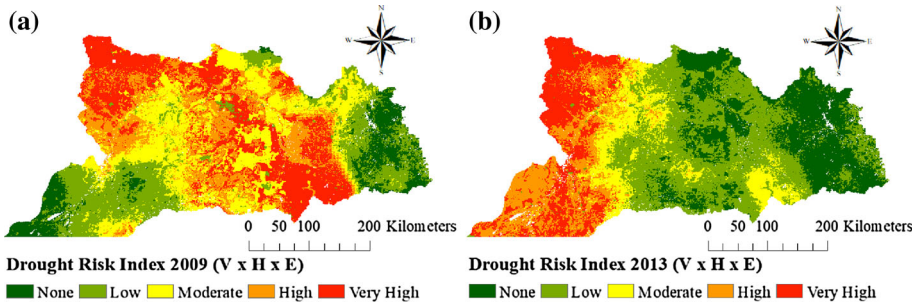 (a)
N
W E
S
0 50 100 200 Kilometers
Drought Risk Index 2009 (V x H x E)
None Low Moderate High Very High
(b)
N
W E
S
0 50 100 200 Kilometers
Drought Risk Index 2013 (V x H x E)
None Low Moderate High Very High